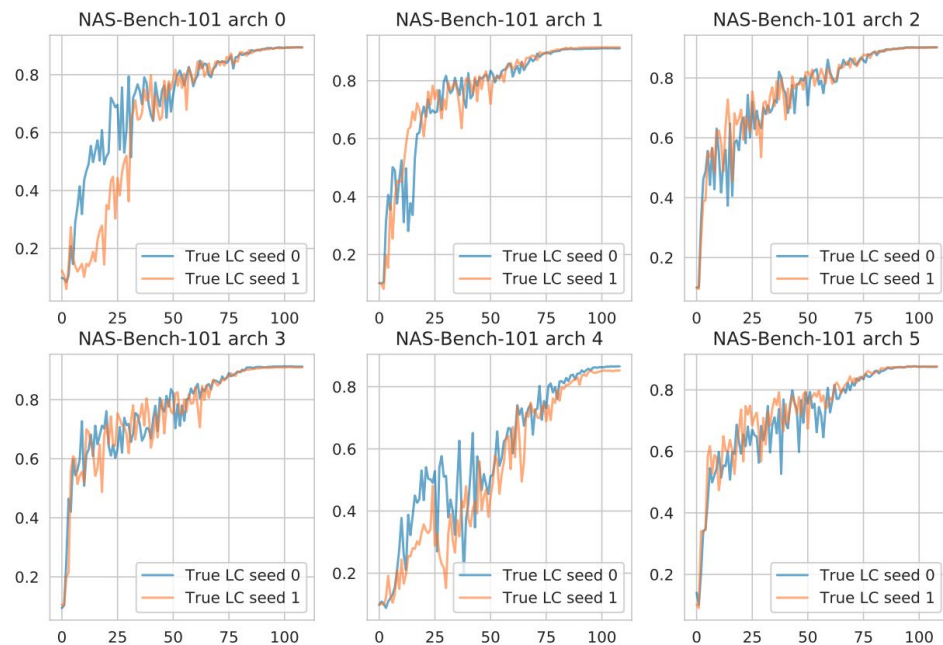 NAS-Bench-101 arch 0
0.8
0.6
0.4
0.2
True LC seed 0
True LC seed 1
0 25 50 75 100
NAS-Bench-101 arch 1
0.8
0.6
0.4
0.2
True LC seed 0
True LC seed 1
0 25 50 75 100
NAS-Bench-101 arch 2
0.8
0.6
0.4
0.2
True LC seed 0
True LC seed 1
0 25 50 75 100
NAS-Bench-101 arch 3
0.8
0.6
0.4
0.2
True LC seed 0
True LC seed 1
0 25 50 75 100
NAS-Bench-101 arch 4
0.8
0.6
0.4
0.2
True LC seed 0
True LC seed 1
0 25 50 75 100
NAS-Bench-101 arch 5
0.8
0.6
0.4
0.2
True LC seed 0
True LC seed 1
0 25 50 75 100